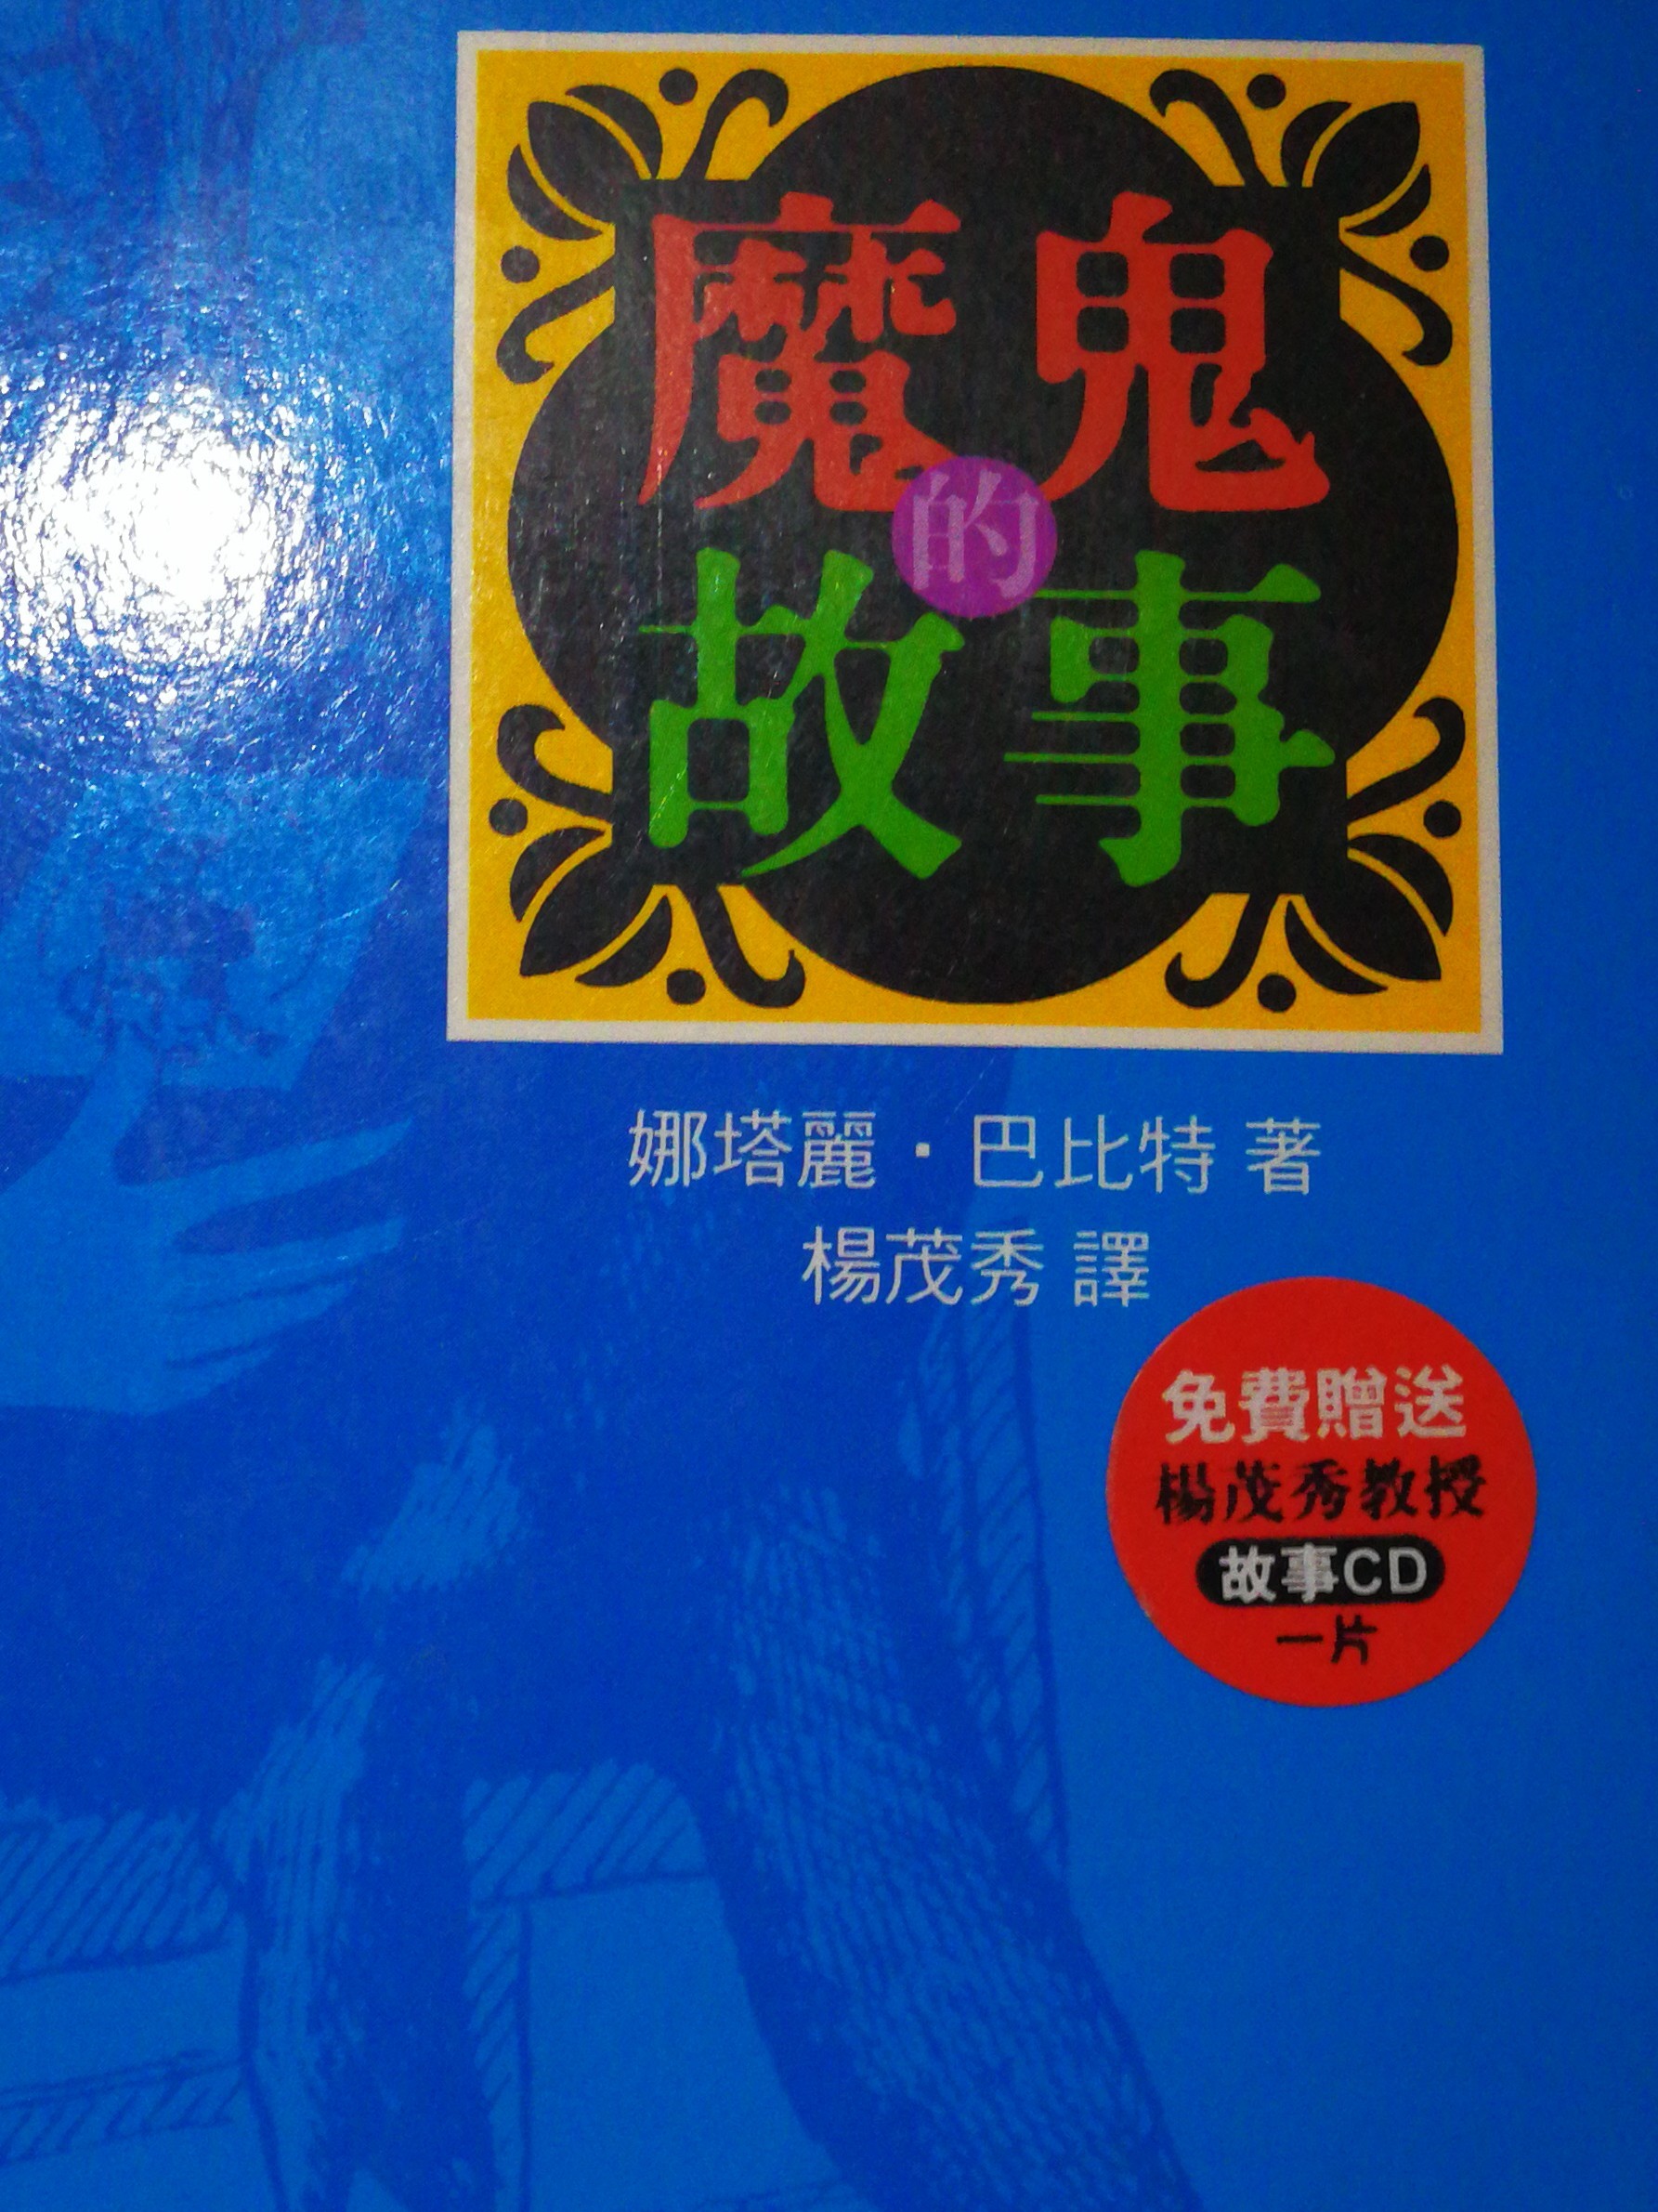 魔鬼
的
故事
娜塔麗・巴比特 著
楊茂秀 譯
免費贈送
楊茂秀教授
故事CD
一片